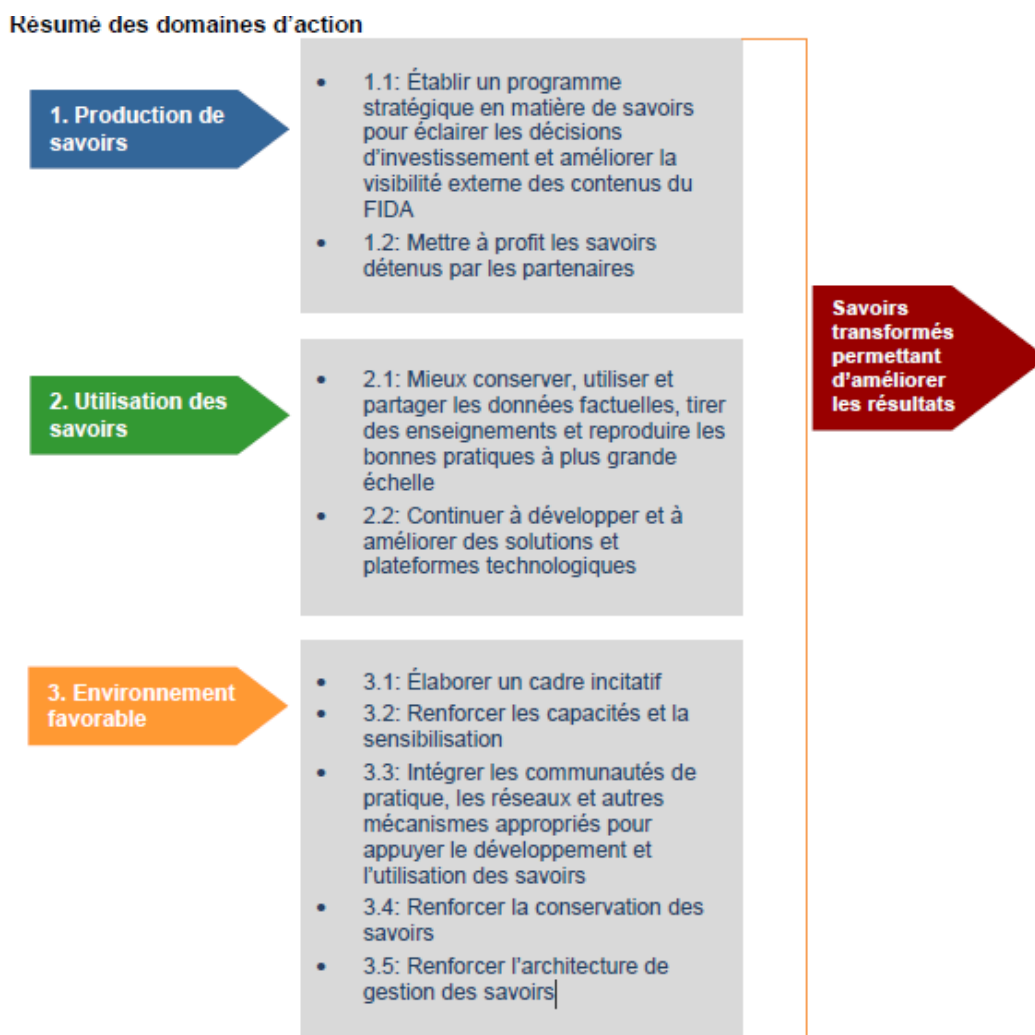 Résumé des domaines d'action
1. Production de
savoirs
• 1.1: Établir un programme
stratégique en matière de savoirs
pour éclairer les décisions
d'investissement et améliorer la
visibilité externe des contenus du
FIDA
• 1.2: Mettre à profit les savoirs
détenus par les partenaires
2. Utilisation des
savoirs
• 2.1: Mieux conserver, utiliser et
partager les données factuelles, tirer
des enseignements et reproduire les
bonnes pratiques à plus grande
échelle
• 2.2: Continuer à développer et à
améliorer des solutions et
plateformes technologiques
3. Environnement
favorable
• 3.1: Élaborer un cadre incitatif
• 3.2: Renforcer les capacités et la
sensibilisation
• 3.3: Intégrer les communautés de
pratique, les réseaux et autres
mécanismes appropriés pour
appuyer le développement et
l'utilisation des savoirs
• 3.4: Renforcer la conservation des
savoirs
• 3.5: Renforcer l'architecture de
gestion des savoirs
Savoirs
transformés
permettant
d'améliorer
les résultats